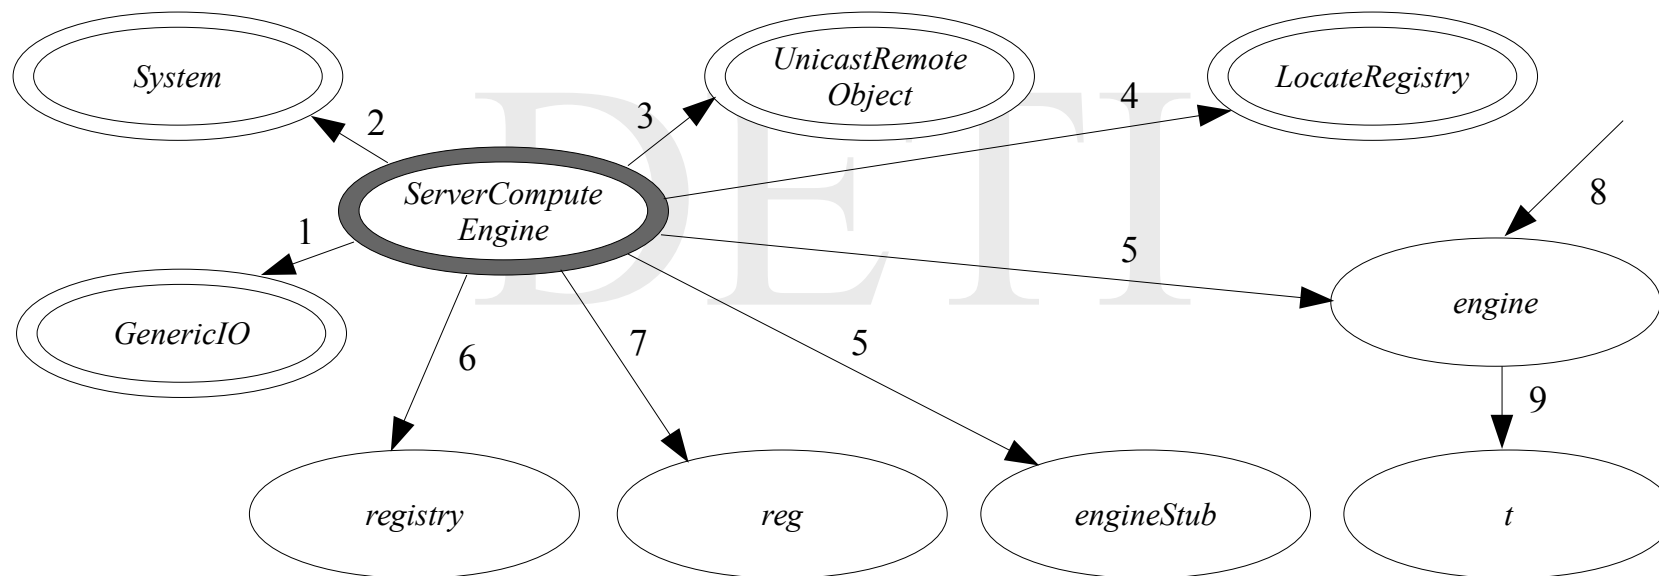 System
UnicastRemote
Object
LocateRegistry
2
3
4
ServerCompute
Engine
8
1
5
engine
GenericIO
6
7
5
9
registry
reg
engineStub
t
DETI